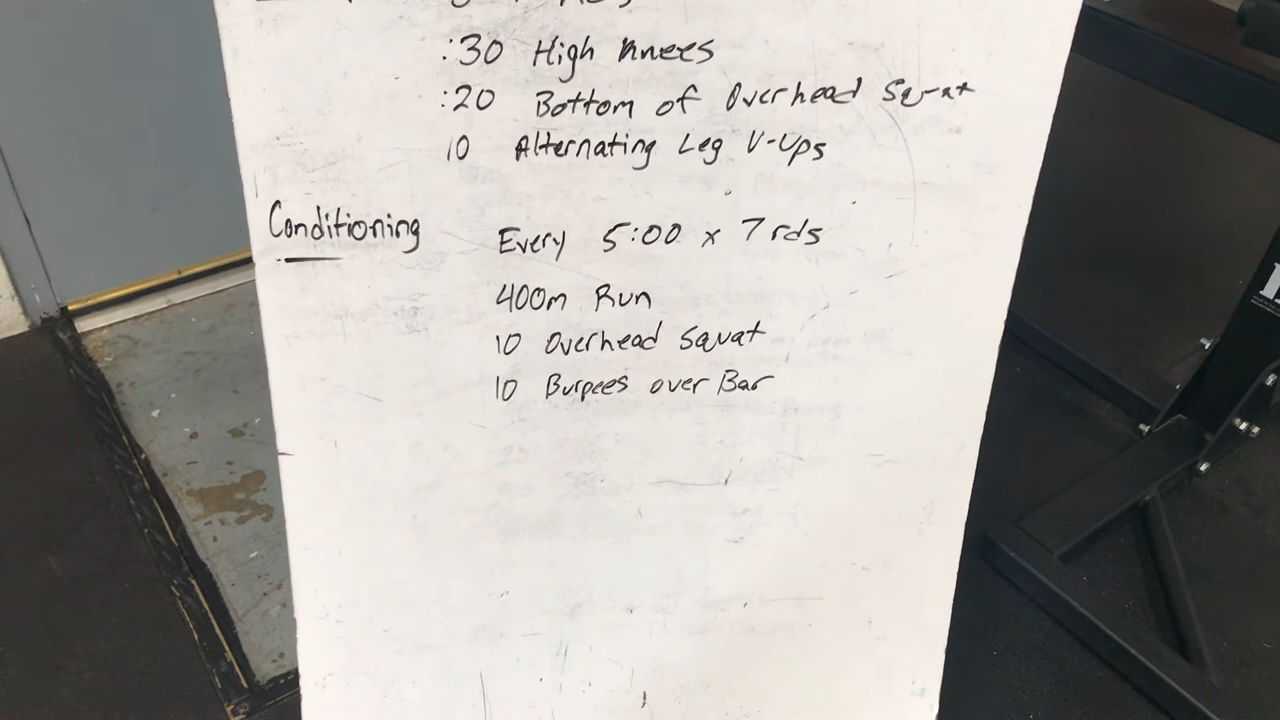 :30 High Knees
:20 Bottom of Overhead Squat
10 Alternating Leg V-Ups
Conditioning Every 5:00 x 7 rds
400m Run
10 Overhead Squat
10 Burpees over Bar